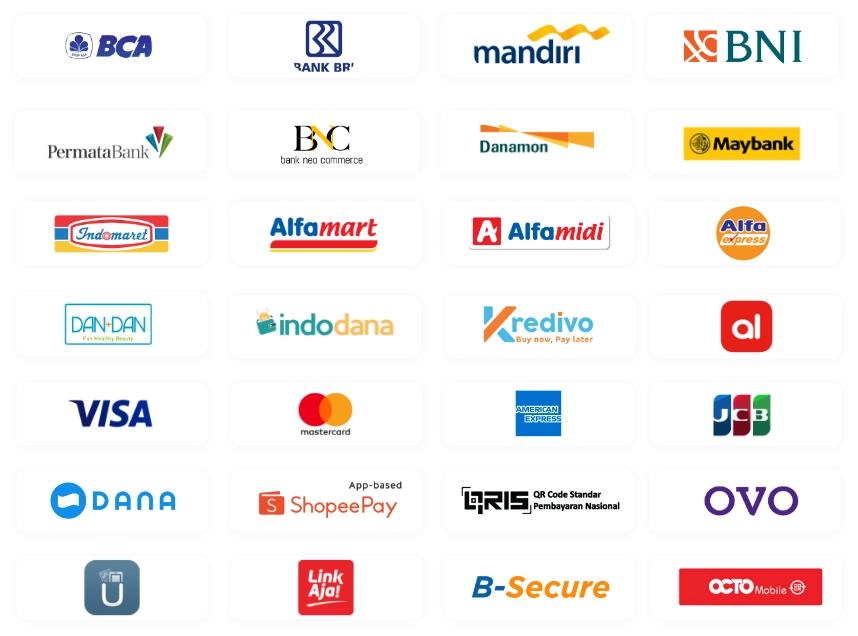 BCA
BANK BRI
mandiri
BNI
PermataBank
BNC
bank neo commerce
Danamon
Maybank
Indomaret
Alfamart
A Alfamidi
Alfa
express
DAN+DAN
Fun Healthy Beauty
indodana
Kredivo
Buy now, Pay later
al
VISA
mastercard
AMERICAN
EXPRESS
JCB
DANA
App-based
S ShopeePay
QRIS
QR Code Standar
Pembayaran Nasional
OVO
U
Link
Aja!
B-Secure
OCTO Mobile